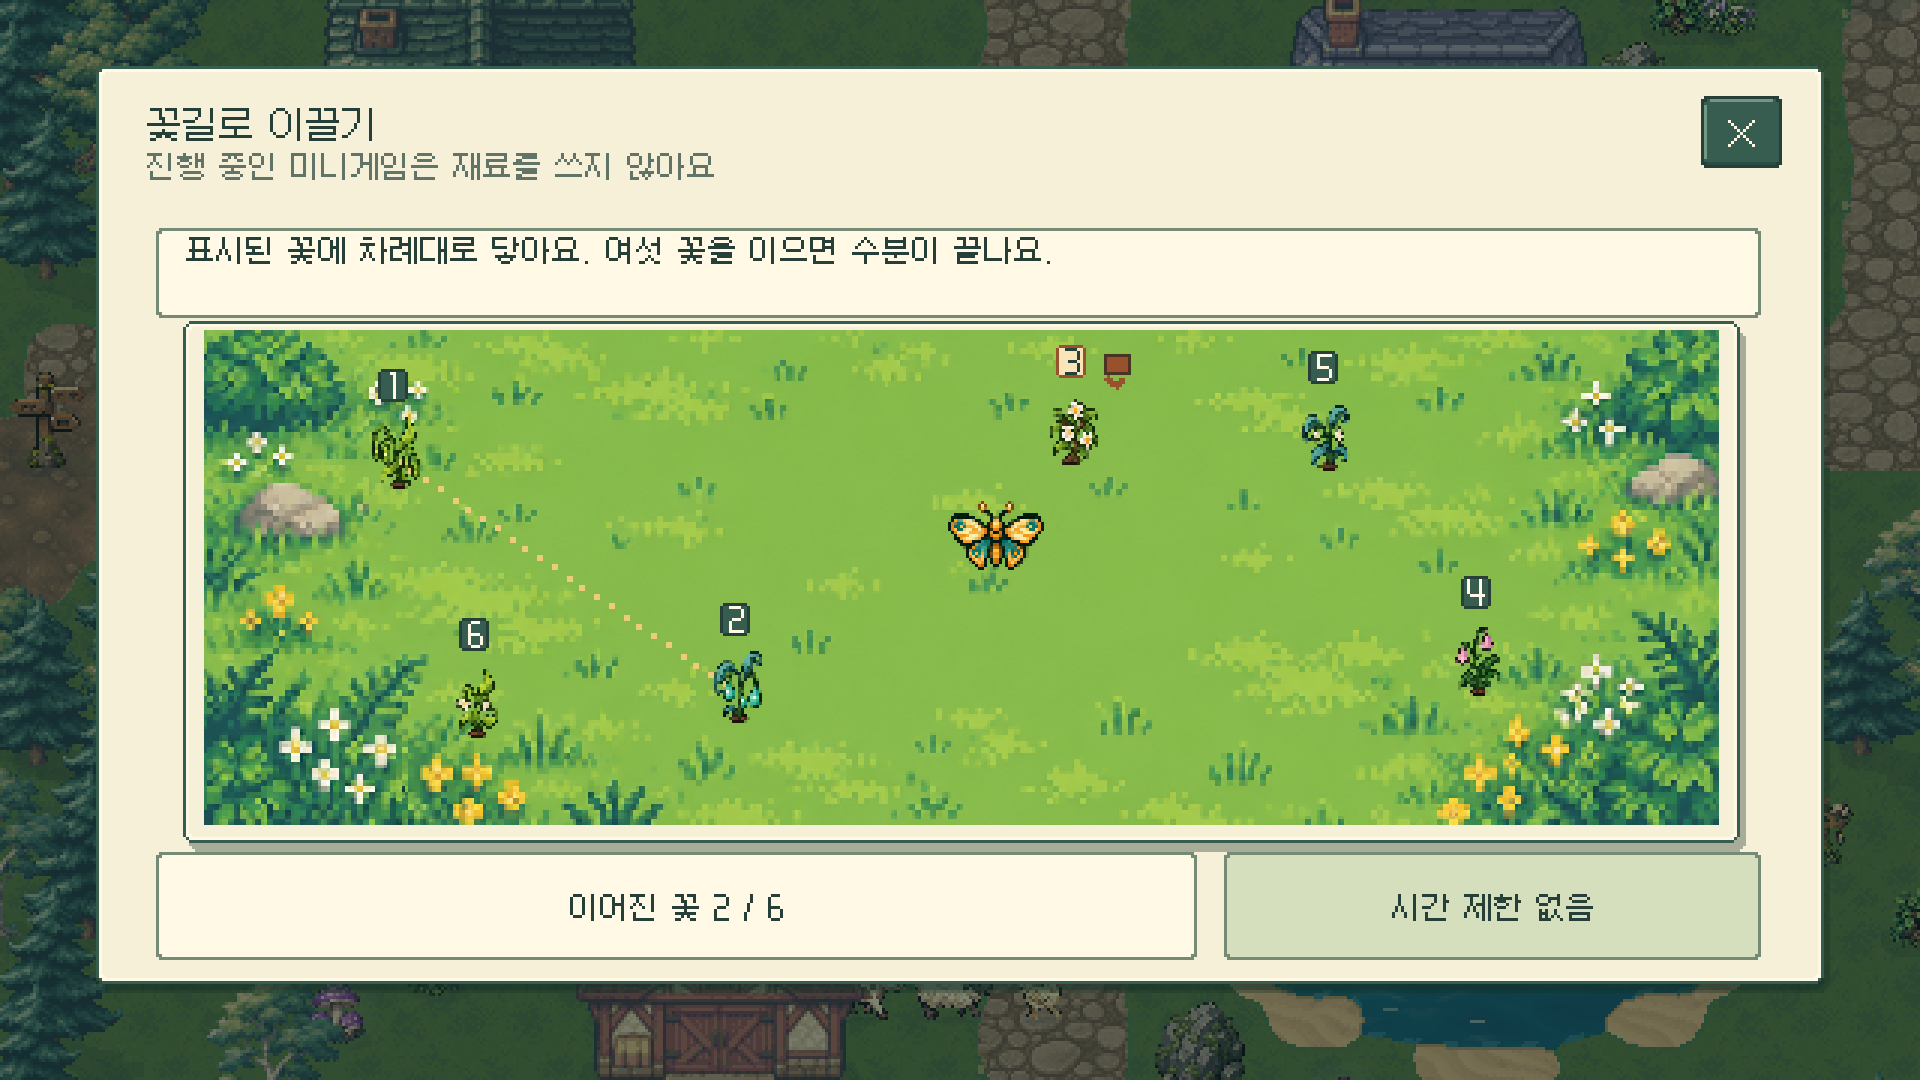 꽃길로 이끌기
진행 중인 미니게임은 재료를 쓰지 않아요
표시된 꽃에 차례대로 닿아요. 여섯 꽃을 이으면 수분이 끝나요.
1
3
5
6
2
4
이어진 꽃 2 / 6
시간 제한 없음